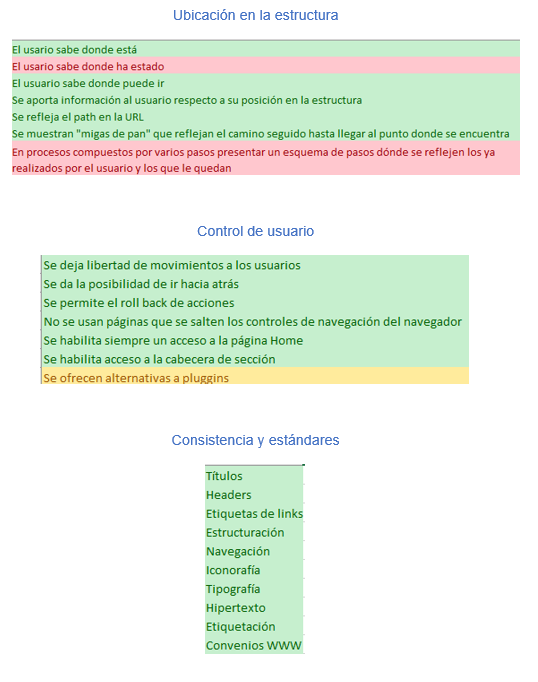 Ubicación en la estructura
El usario sabe donde está
El usario sabe donde ha estado
El usuario sabe donde puede ir
Se aporta información al usuario respecto a su posición en la estructura
Se refleja el path en la URL
Se muestran "migas de pan" que reflejan el camino seguido hasta llegar al punto donde se encuentra
En procesos compuestos por varios pasos presentar un esquema de pasos dónde se reflejen los ya
realizados por el usuario y los que le quedan
Control de usuario
Se deja libertad de movimientos a los usuarios
Se da la posibilidad de ir hacia atrás
Se permite el roll back de acciones
No se usan páginas que se salten los controles de navegación del navegador
Se habilita siempre un acceso a la página Home
Se habilita acceso a la cabecera de sección
Se ofrecen alternativas a pluggins
Consistencia y estándares
Títulos
Headers
Etiquetas de links
Estructuración
Navegación
Iconorafía
Tipografía
Hipertexto
Etiquetación
Convenios WWW